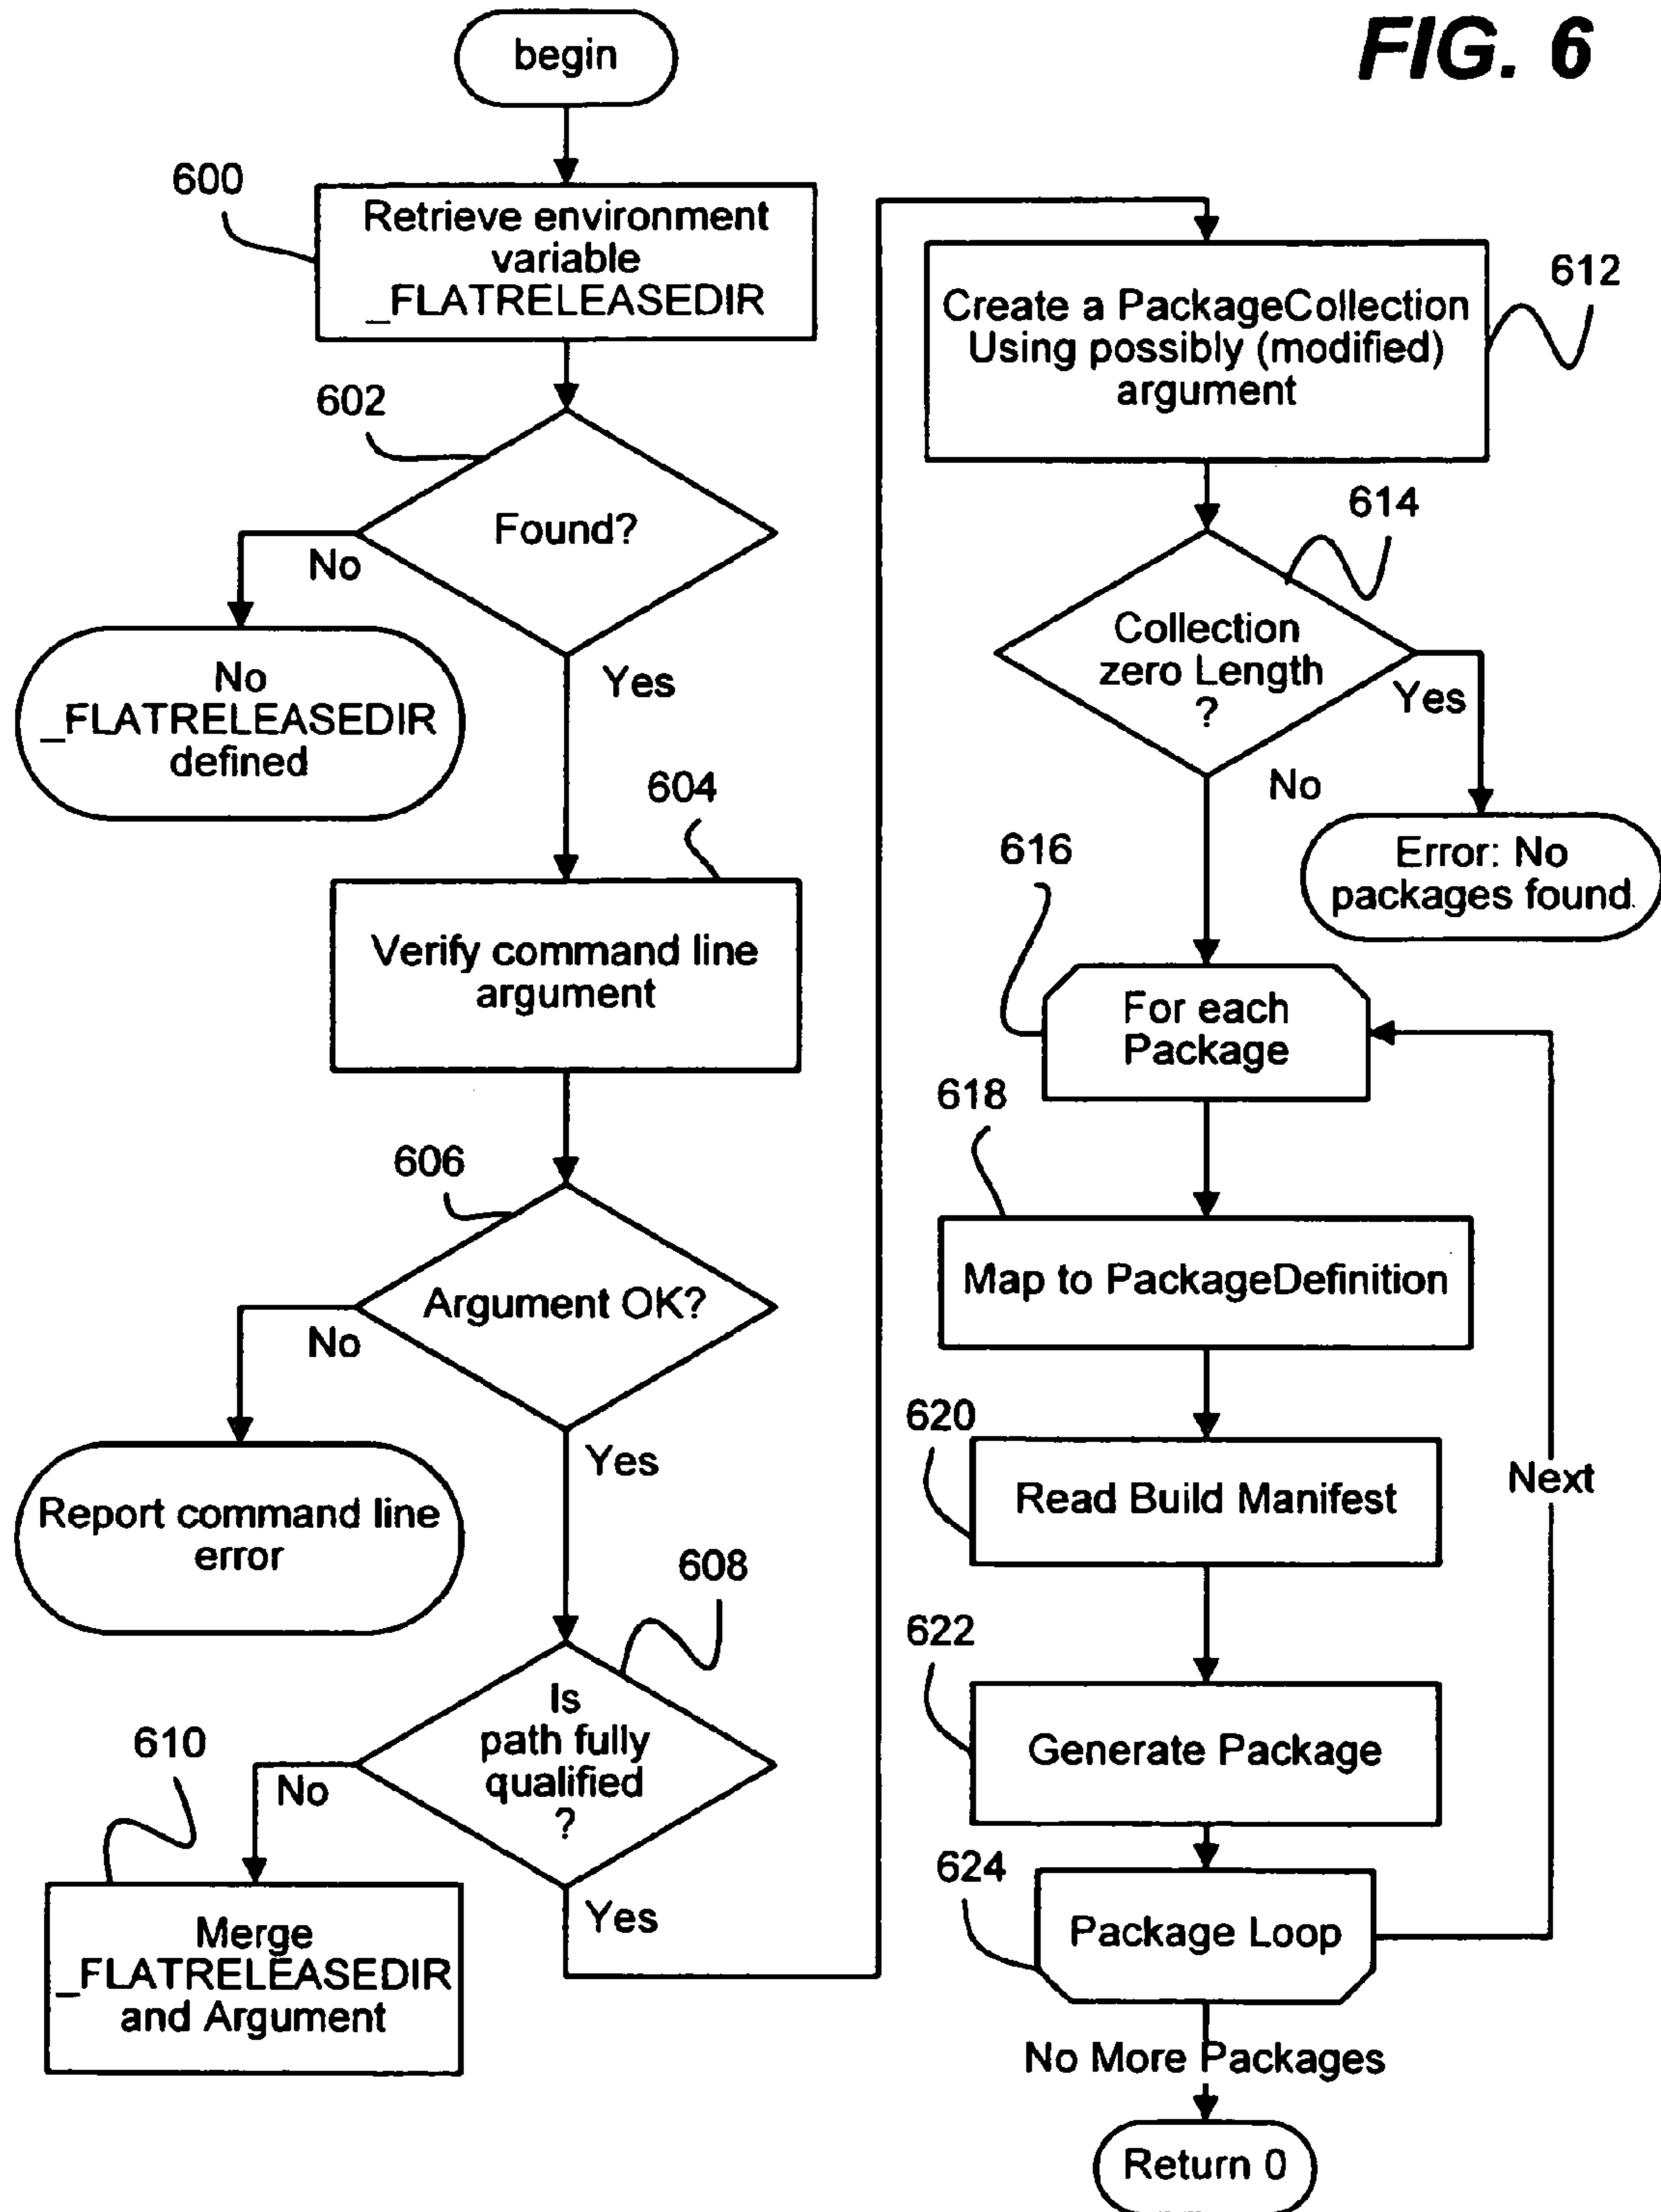 FIG. 6
begin
600
Retrieve environment
variable
_FLATRELEASEDIR
602
Found?
No
Yes
No
_FLATRELEASEDIR
defined
604
Verify command line
argument
606
Argument OK?
No
Yes
Report command line
error
608
Is
path fully
qualified
?
No
Yes
610
Merge
_FLATRELEASEDIR
and Argument
612
Create a PackageCollection
Using possibly (modified)
argument
614
Collection
zero Length
?
Yes
No
Error: No
packages found.
616
For each
Package
618
Map to PackageDefinition
620
Read Build Manifest
Next
622
Generate Package
624
Package Loop
No More Packages
Return 0